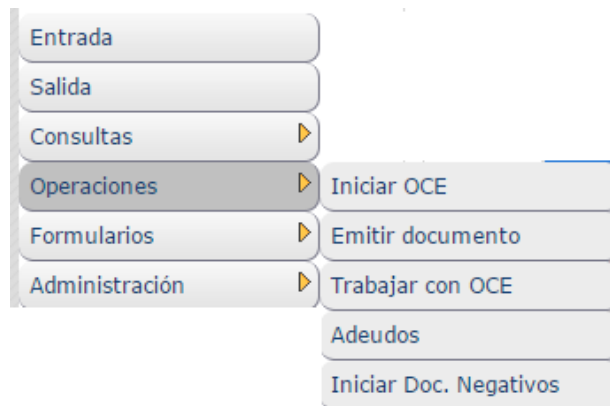 Entrada
Salida
Consultas
Operaciones
Formularios
Administración
Iniciar OCE
Emitir documento
Trabajar con OCE
Adeudos
Iniciar Doc. Negativos